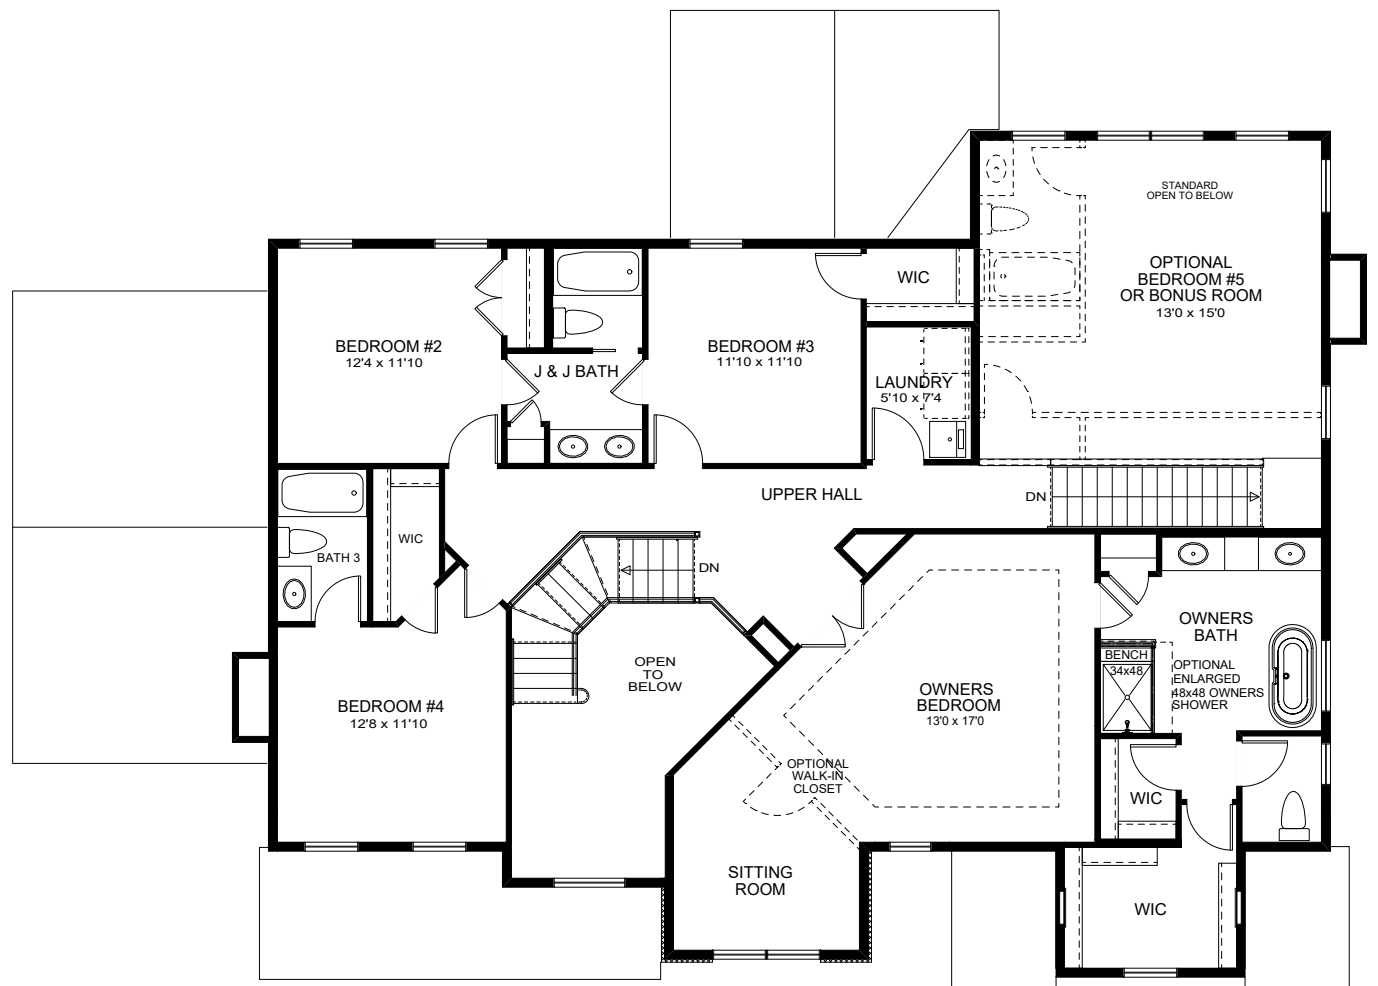 STANDARD
OPEN TO BELOW
OPTIONAL
BEDROOM #5
OR BONUS ROOM
13'0 x 15'0
WIC
BEDROOM #2
12'4 x 11'10
J & J BATH
BEDROOM #3
11'10 x 11'10
LAUNDRY
5'10 x 7'4
UPPER HALL
DN
WIC
BATH 3
DN
OWNERS
BATH
BENCH
34x48
OPTIONAL
ENLARGED
48x48 OWNERS
SHOWER
OPEN
TO
BELOW
OWNERS
BEDROOM
13'0 x 17'0
BEDROOM #4
12'8 x 11'10
OPTIONAL
WALK-IN
CLOSET
WIC
SITTING
ROOM
WIC